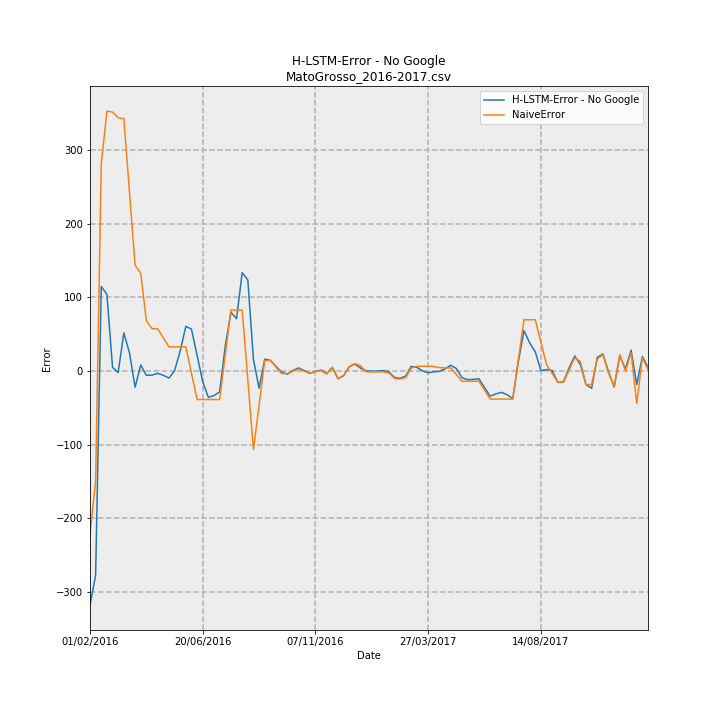 H-LSTM-Error - No Google
MatoGrosso_2016-2017.csv
H-LSTM-Error - No Google
NaiveError
300
200
100
0
−100
−200
−300
Error
01/02/2016 20/06/2016 07/11/2016 27/03/2017 14/08/2017
Date